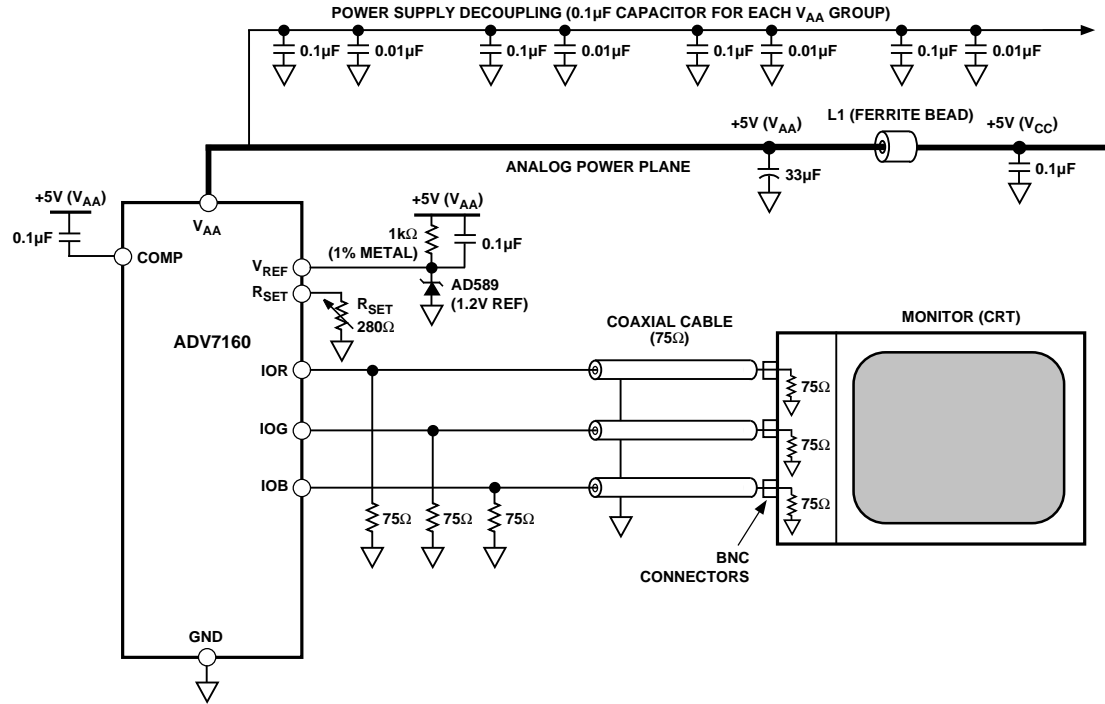 POWER SUPPLY DECOUPLING (0.1µF CAPACITOR FOR EACH VAA GROUP)
0.1µF
0.01µF
0.1µF
0.01µF
0.1µF
0.01µF
0.1µF
0.01µF
+5V (VAA)
L1 (FERRITE BEAD)
+5V (VCC)
ANALOG POWER PLANE
33µF
0.1µF
+5V (VAA)
0.1µF
COMP
VAA
+5V (VAA)
1kΩ
(1% METAL)
0.1µF
VREF
AD589
(1.2V REF)
RSET
RSET
280Ω
ADV7160
COAXIAL CABLE
(75Ω)
MONITOR (CRT)
IOR
75Ω
IOG
75Ω
IOB
75Ω
75Ω
75Ω
75Ω
BNC
CONNECTORS
GND